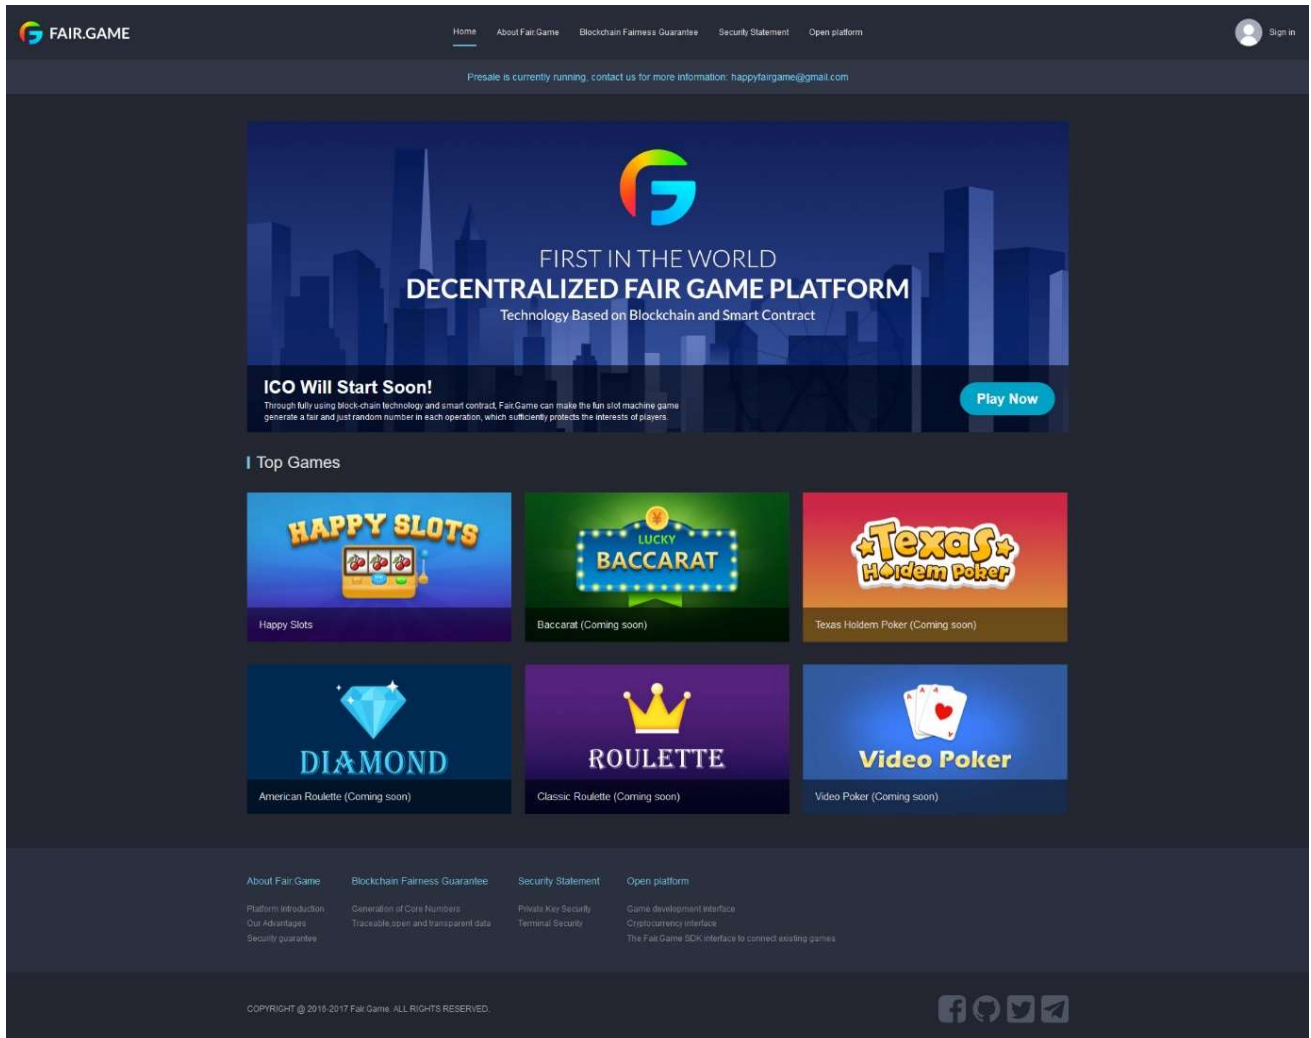 FAIR.GAME
Home About Fair.Game Blockchain Fairness Guarantee Security Statement Open platform
Sign in
Presale is currently running, contact us for more information: happyfairgame@gmail.com
FIRST IN THE WORLD
DECENTRALIZED FAIR GAME PLATFORM
Technology Based on Blockchain and Smart Contract
ICO Will Start Soon!
Through fully using block-chain technology and smart contract, Fair.Game can make the fun slot machine game
generate a fair and just random number in each operation, which sufficiently protects the interests of players.
Play Now
Top Games
HAPPY SLOTS
Happy Slots
LUCKY
BACCARAT
Baccarat (Coming soon)
Texas
Holdem Poker
Texas Holdem Poker (Coming soon)
DIAMOND
American Roulette (Coming soon)
ROULETTE
Classic Roulette (Coming soon)
A A A
Video Poker
Video Poker (Coming soon)
About Fair.Game
Platform Introduction
Our Advantages
Security guarantee
Blockchain Fairness Guarantee
Generation of Core Numbers
Traceable,open and transparent data
Security Statement
Private Key Security
Terminal Security
Open platform
Game development interface
Cryptocurrency interface
The Fair.Game SDK interface to connect existing games
COPYRIGHT @ 2016-2017 Fair.Game. ALL RIGHTS RESERVED.